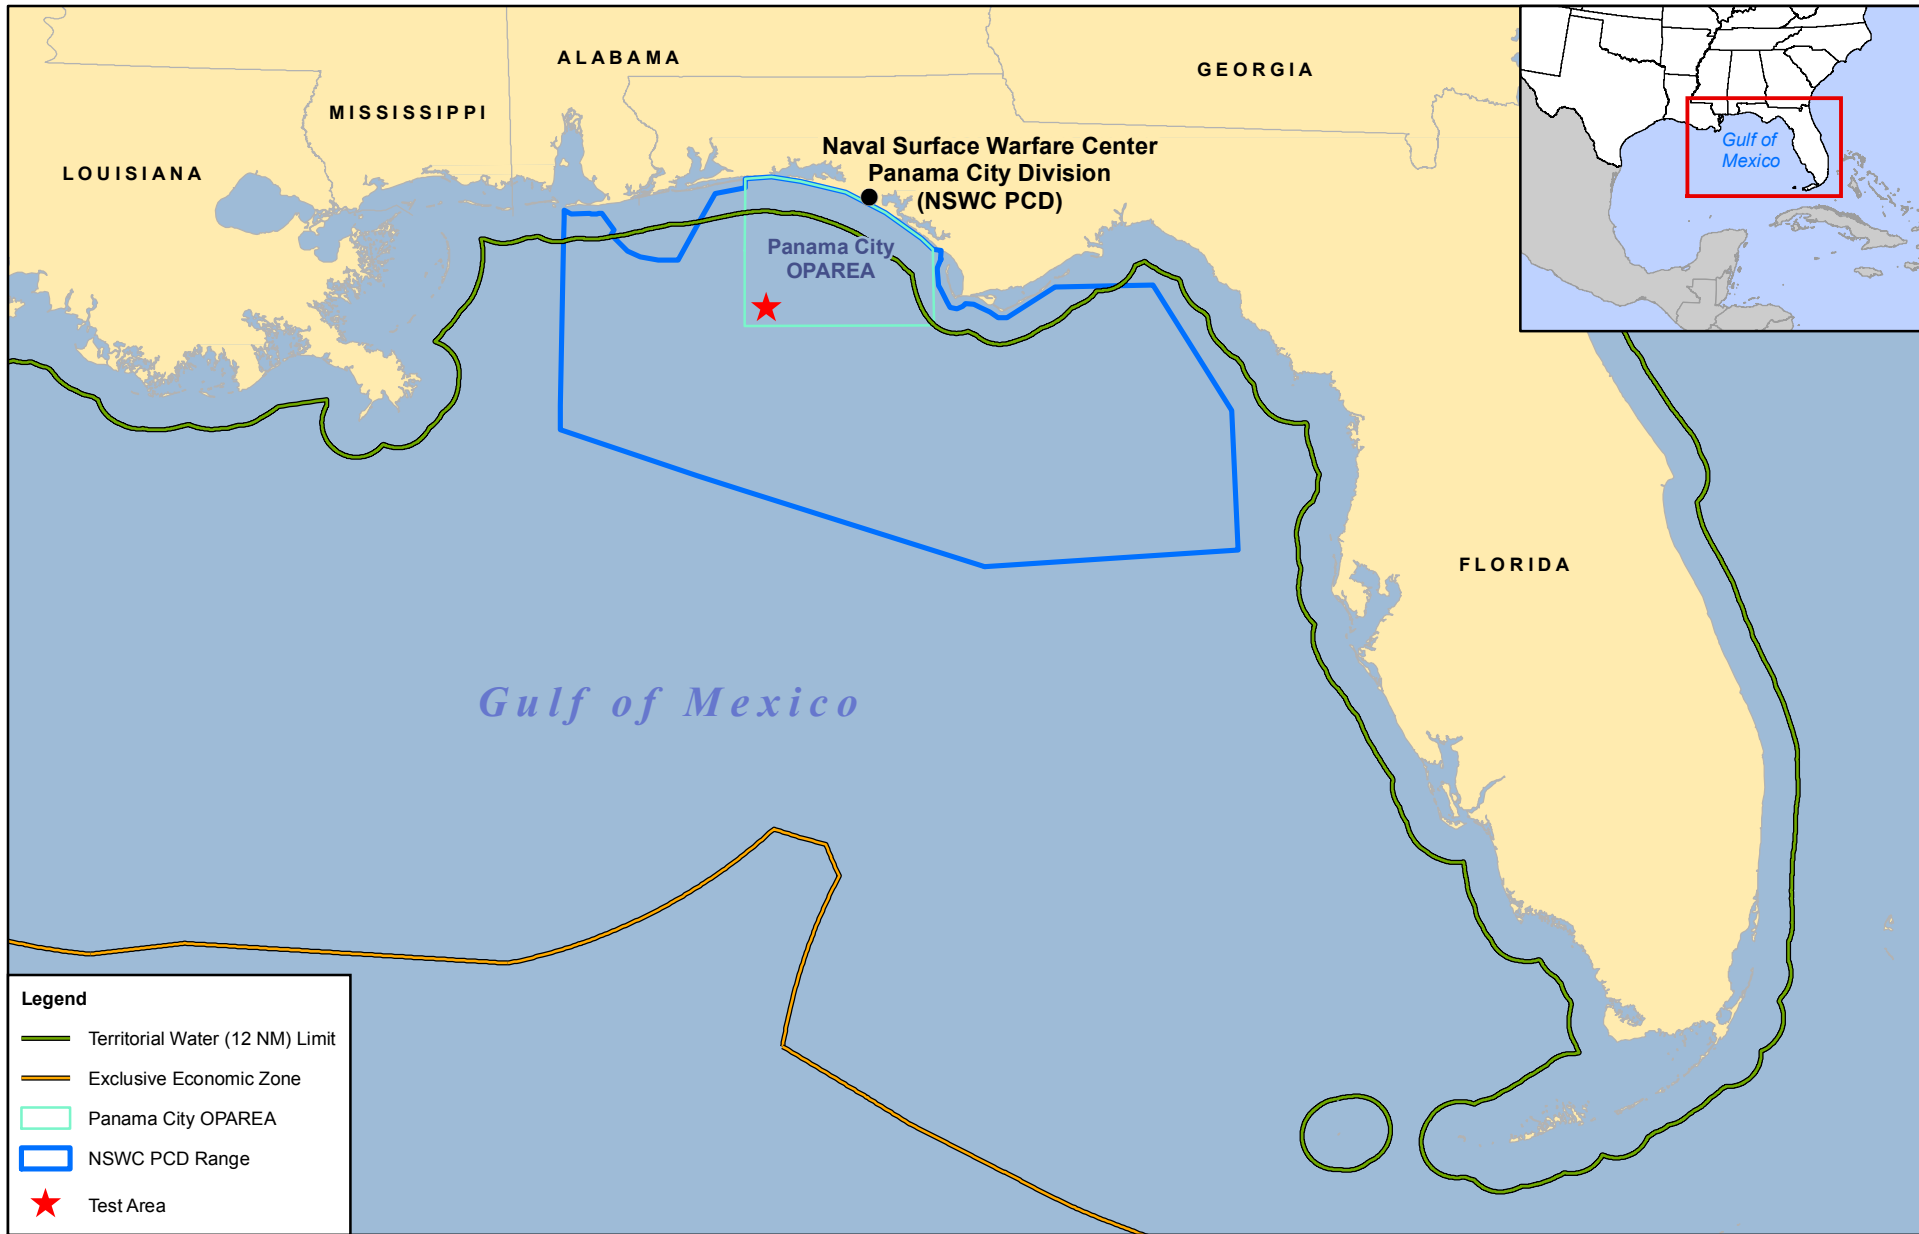 ALABAMA
GEORGIA
MISSISSIPPI
LOUISIANA
Naval Surface Warfare Center
Panama City Division
(NSWC PCD)
Panama City
OPAREA
Gulf of
Mexico
FLORIDA
Gulf of Mexico
Legend
Territorial Water (12 NM) Limit
Exclusive Economic Zone
Panama City OPAREA
NSWC PCD Range
Test Area